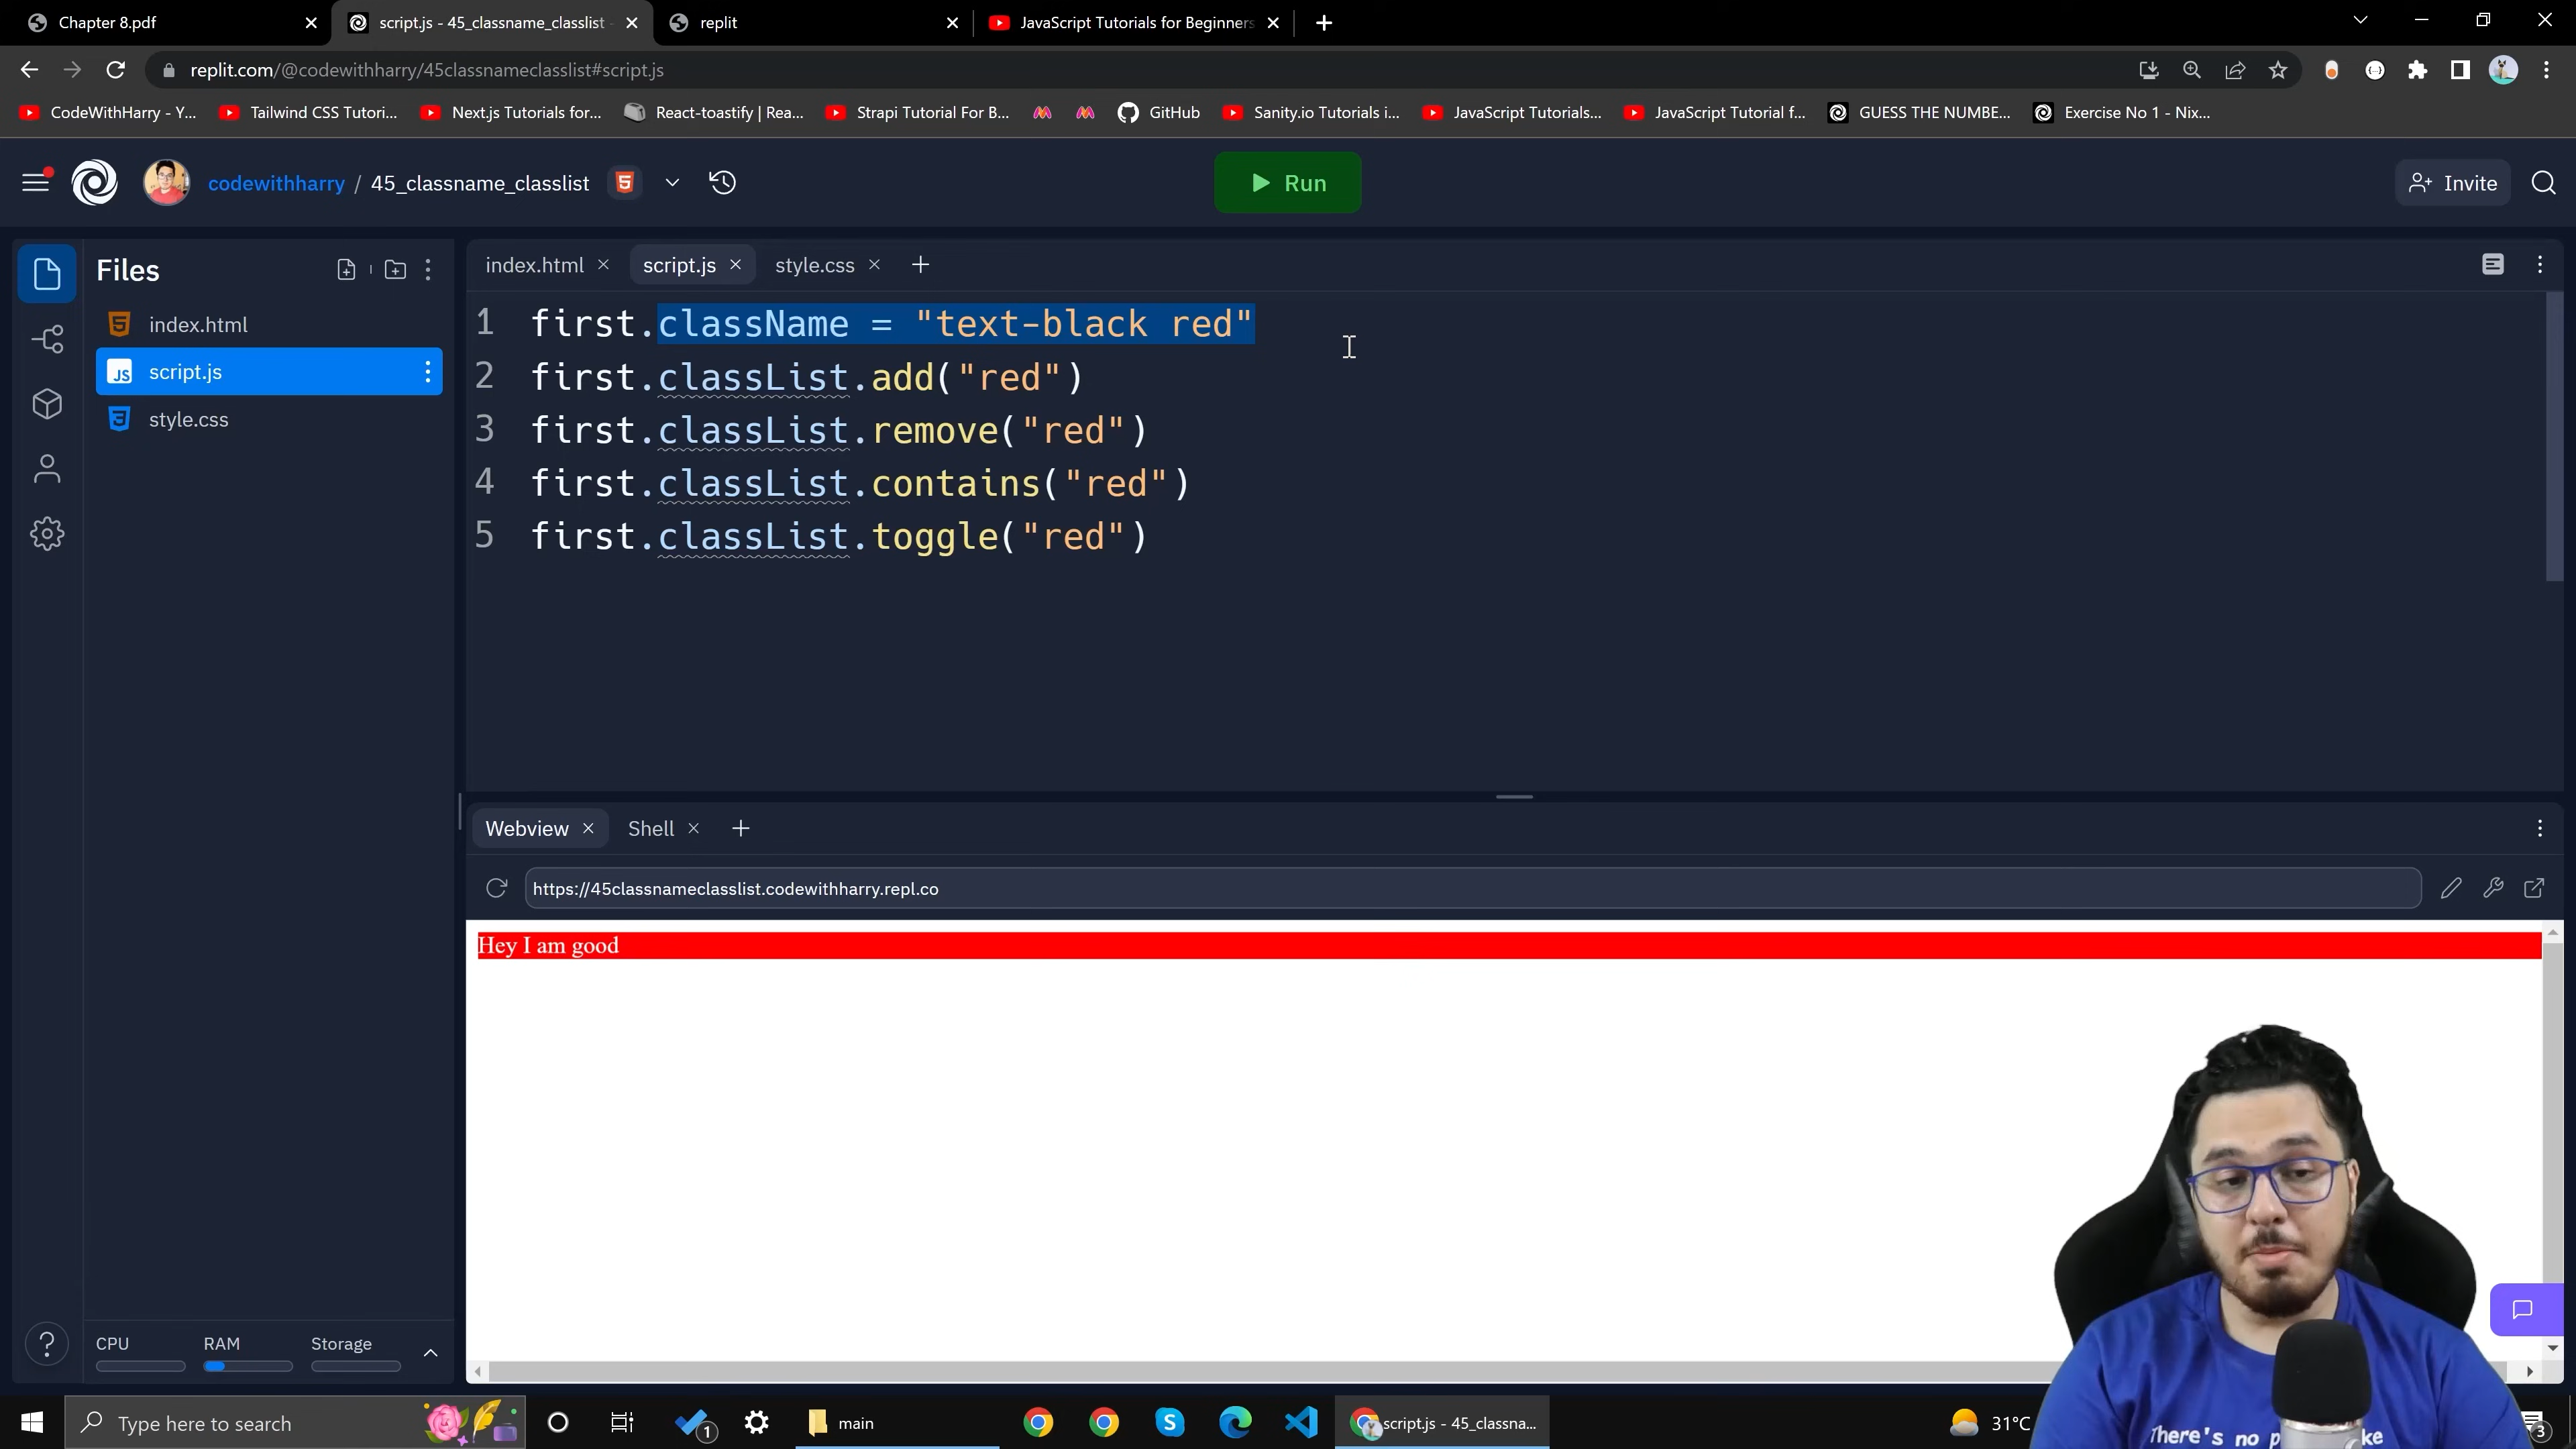 Chapter 8.pdf
script.js - 45_classname_classlist -
replit
JavaScript Tutorials for Beginners
replit.com/@codewithharry/45classnameclasslist#script.js
CodeWithHarry - Y...
Tailwind CSS Tutori...
Next.js Tutorials for...
React-toastify | Rea...
Strapi Tutorial For B...
GitHub
Sanity.io Tutorials i...
JavaScript Tutorials...
JavaScript Tutorial f...
GUESS THE NUMBE...
Exercise No 1 - Nix...
codewithharry / 45_classname_classlist
Run
Invite
Files
index.html
script.js
style.css
index.html
script.js
style.css
1 first.className = "text-black red"
2 first.classList.add("red")
3 first.classList.remove("red")
4 first.classList.contains("red")
5 first.classList.toggle("red")
Webview
Shell
https://45classnameclasslist.codewithharry.repl.co
Hey I am good
CPU
RAM
Storage
?
Type here to search
1
main
S
script.js - 45_classna...
31°C
There's no p
ke
3